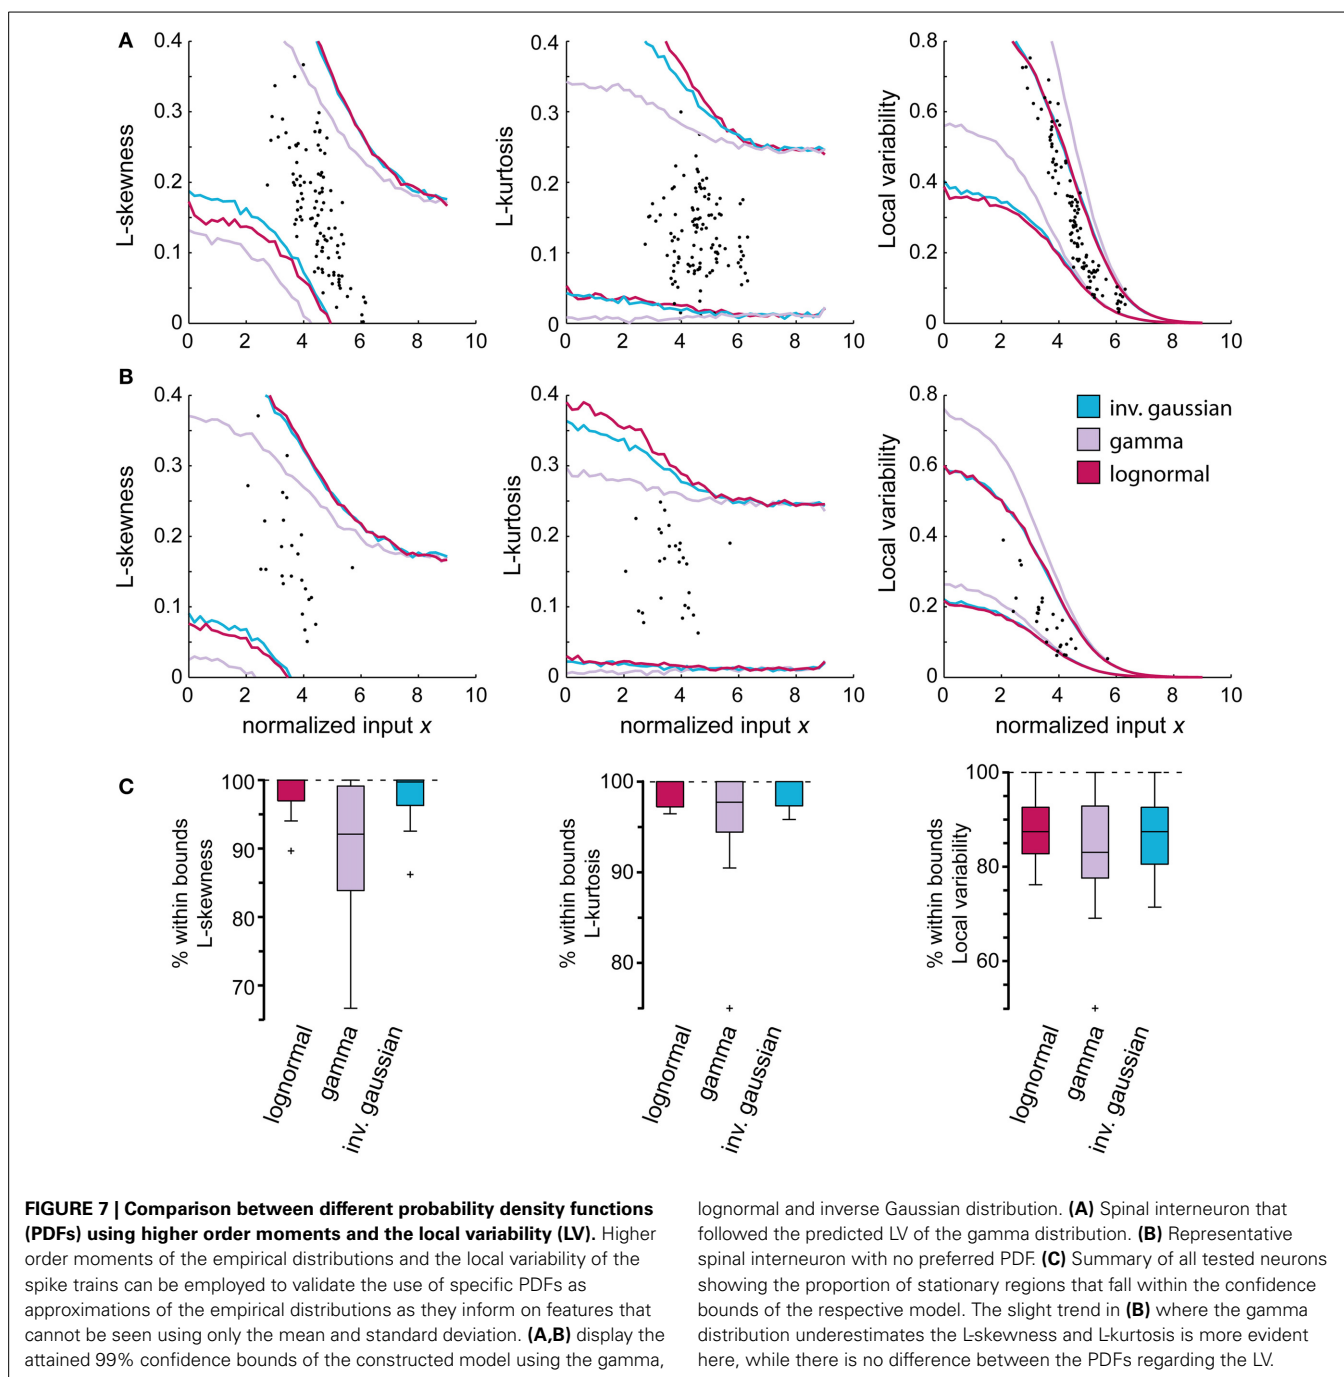 A
L-skewness
0.4
0.3
0.2
0.1
0
0 2 4 6 8 10
L-kurtosis
0.4
0.3
0.2
0.1
0
0 2 4 6 8 10
Local variability
0.8
0.6
0.4
0.2
0
0 2 4 6 8 10
B
L-skewness
0.4
0.3
0.2
0.1
0
0 2 4 6 8 10
normalized input x
L-kurtosis
0.4
0.3
0.2
0.1
0
0 2 4 6 8 10
normalized input x
Local variability
0.8
0.6
0.4
0.2
0
0 2 4 6 8 10
normalized input x
inv. gaussian
gamma
lognormal
C
% within bounds
L-skewness
100
90
80
70
lognormal
gamma
inv. gaussian
% within bounds
L-kurtosis
100
90
80
lognormal
gamma
inv. gaussian
% within bounds
Local variability
100
80
60
lognormal
gamma
inv. gaussian
FIGURE 7 | Comparison between different probability density functions
(PDFs) using higher order moments and the local variability (LV). Higher
order moments of the empirical distributions and the local variability of the
spike trains can be employed to validate the use of specific PDFs as
approximations of the empirical distributions as they inform on features that
cannot be seen using only the mean and standard deviation. (A,B) display the
attained 99% confidence bounds of the constructed model using the gamma,
lognormal and inverse Gaussian distribution. (A) Spinal interneuron that
followed the predicted LV of the gamma distribution. (B) Representative
spinal interneuron with no preferred PDF. (C) Summary of all tested neurons
showing the proportion of stationary regions that fall within the confidence
bounds of the respective model. The slight trend in (B) where the gamma
distribution underestimates the L-skewness and L-kurtosis is more evident
here, while there is no difference between the PDFs regarding the LV.